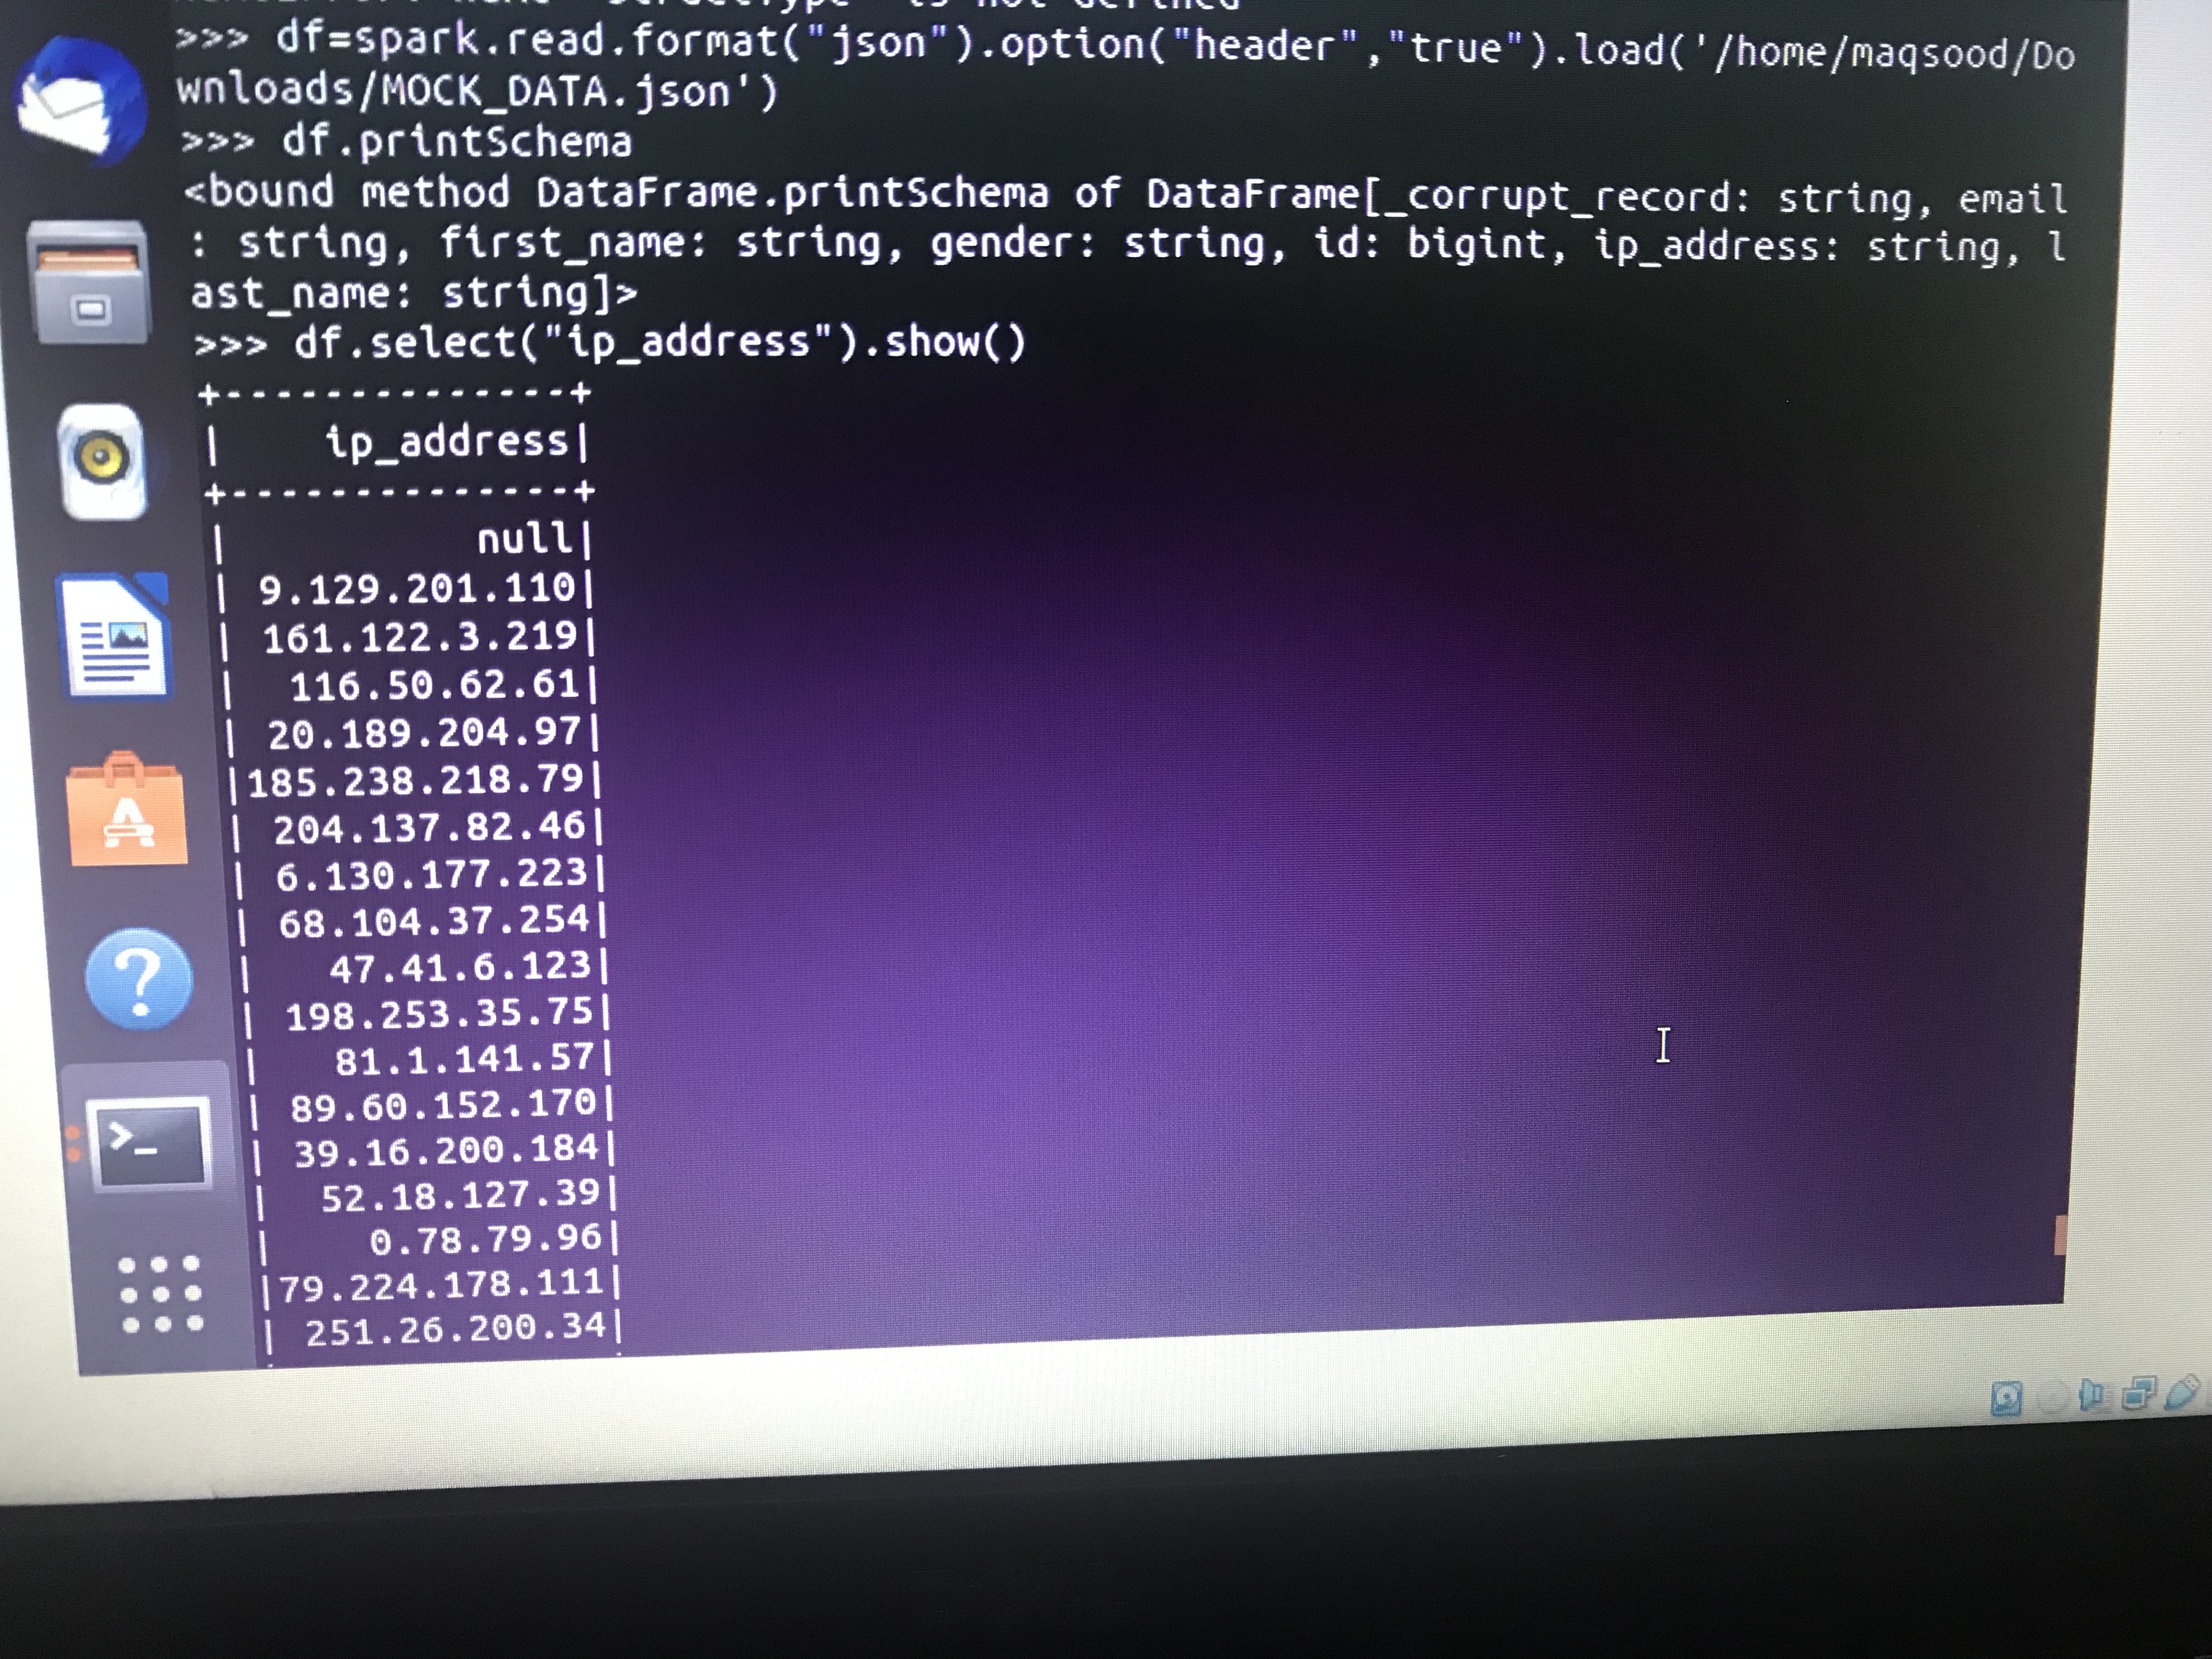 >>> df=spark.read.format("json").option("header","true").load('/home/maqsood/Do
wnloads/MOCK_DATA.json')
>>> df.printSchema
<bound method DataFrame.printSchema of DataFrame[_corrupt_record: string, email
: string, first_name: string, gender: string, id: bigint, ip_address: string, l
ast_name: string]>
>>> df.select("ip_address").show()
+--------------+
|    ip_address|
+--------------+
|          null|
| 9.129.201.110|
| 161.122.3.219|
|  116.50.62.61|
| 20.189.204.97|
|185.238.218.79|
| 204.137.82.46|
| 6.130.177.223|
| 68.104.37.254|
|   47.41.6.123|
| 198.253.35.75|
|   81.1.141.57|
| 89.60.152.170|
| 39.16.200.184|
|  52.18.127.39|
|    0.78.79.96|
|79.224.178.111|
| 251.26.200.34|